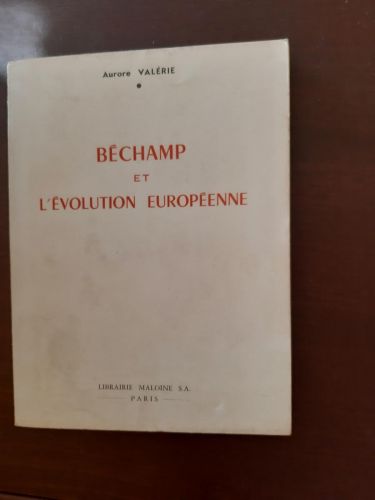 Aurore VALÉRIE
BÉCHAMP
ET
L'ÉVOLUTION EUROPÉENNE
LIBRAIRIE MALOINE S.A.
PARIS